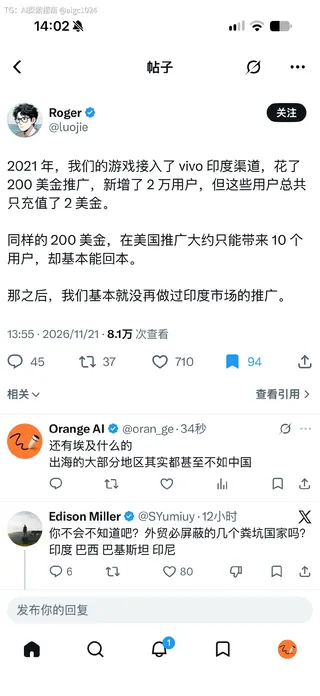 TG：AI探索指南 @aigc1024
14:02
帖子
Roger
关注
@luojie
2021 年，我们的游戏接入了 vivo 印度渠道，花了
200 美金推广，新增了 2 万用户，但这些用户总共
只充值了 2 美金。
同样的 200 美金，在美国推广大约只能带来 10 个
用户，却基本能回本。
那之后，我们基本就没再做过印度市场的推广。
13:55 · 2026/11/21 · 8.1万 次查看
45 37 710 94
相关 查看引用
Orange AI @oran_ge · 34秒
还有埃及什么的
出海的大部分地区其实都甚至不如中国
Edison Miller @SYumiuy · 12小时
你不会不知道吧？外贸必屏蔽的几个粪坑国家吗？
印度 巴西 巴基斯坦 印尼
6 80
发布你的回复
1